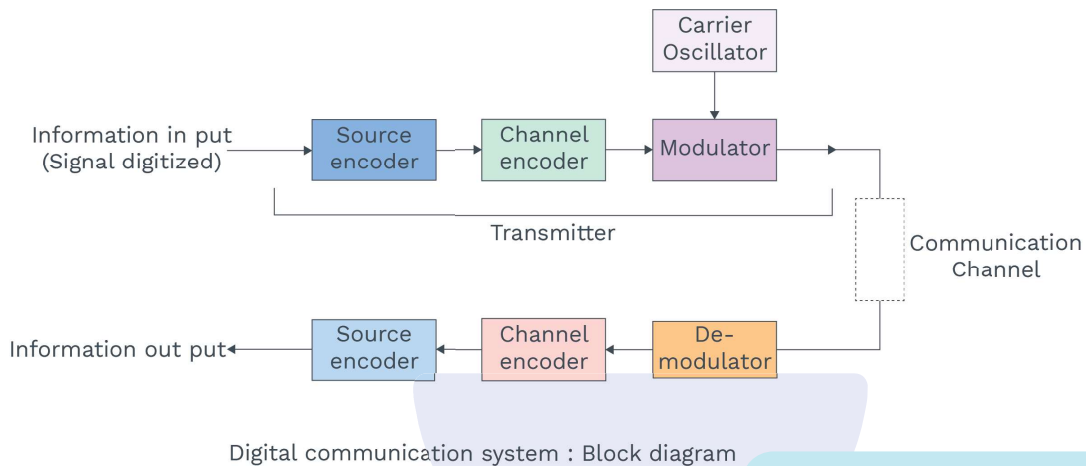 Carrier
Oscillator
Information in put
(Signal digitized)
Source
encoder
Channel
encoder
Modulator
Transmitter
Communication
Channel
Information out put
Source
encoder
Channel
encoder
De-
modulator
Digital communication system : Block diagram